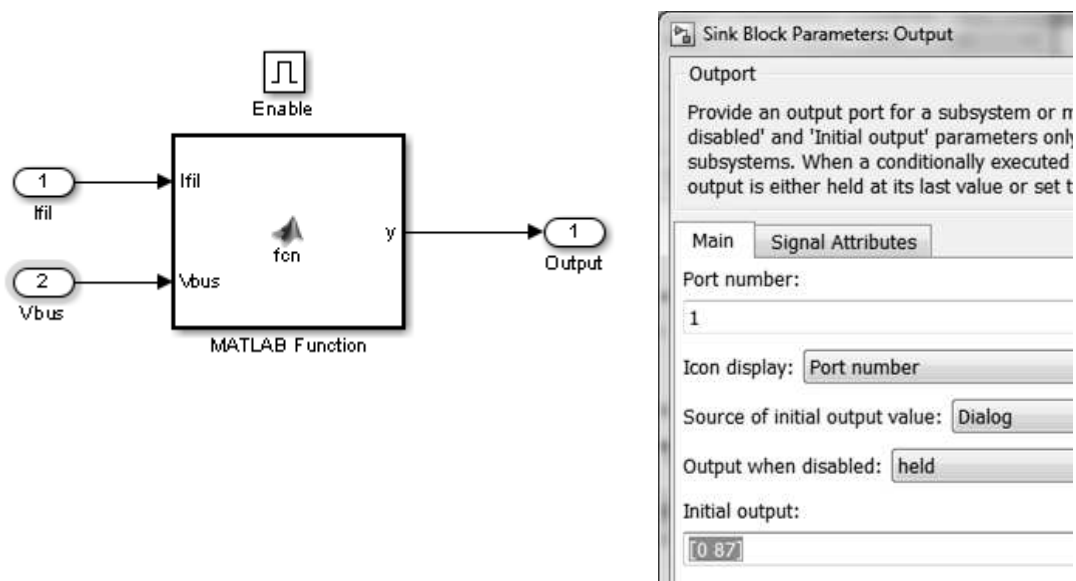 Enable
1
Ifil
2
Vbus
Ifil
Vbus
fcn
y
MATLAB Function
1
Output
Sink Block Parameters: Output
Outport
Provide an output port for a subsystem or
disabled' and 'Initial output' parameters only
subsystems. When a conditionally executed
output is either held at its last value or set
Main
Signal Attributes
Port number:
1
Icon display: Port number
Source of initial output value: Dialog
Output when disabled: held
Initial output:
[0 87]